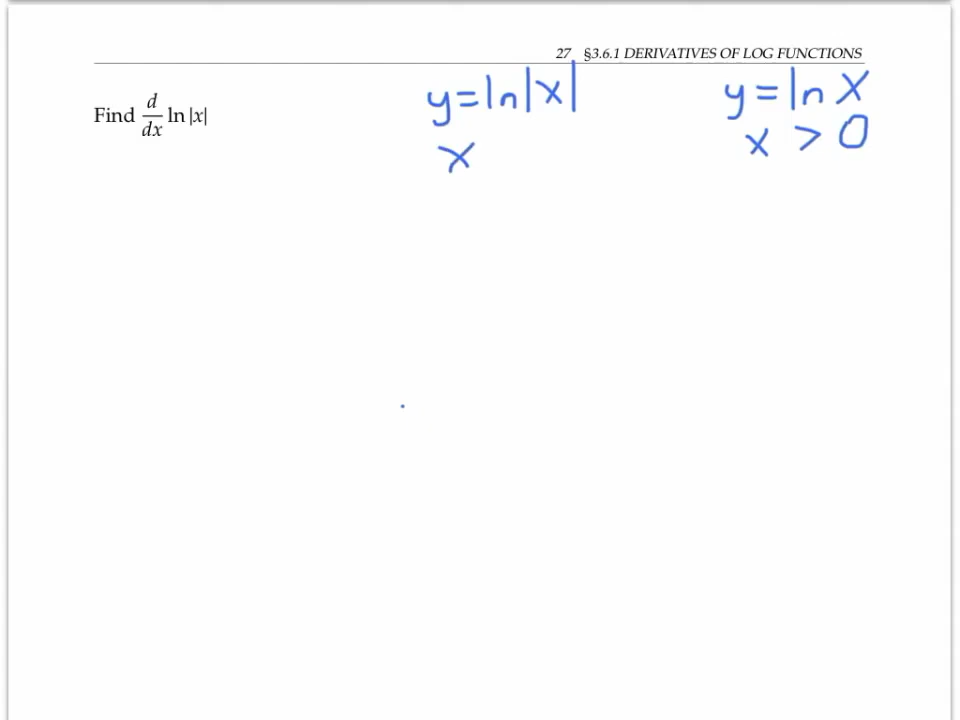 27 §3.6.1 DERIVATIVES OF LOG FUNCTIONS
Find d/dx ln |x|
y=ln|x|
x
y=ln x
x > 0